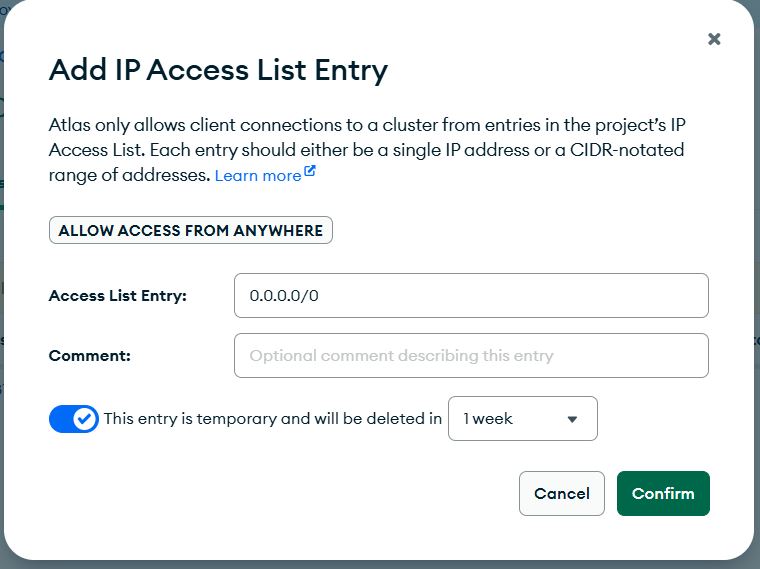 Add IP Access List Entry
Atlas only allows client connections to a cluster from entries in the project’s IP
Access List. Each entry should either be a single IP address or a CIDR-notated
range of addresses. Learn more
ALLOW ACCESS FROM ANYWHERE
Access List Entry: 0.0.0.0/0
Comment: Optional comment describing this entry
This entry is temporary and will be deleted in 1 week
Cancel Confirm